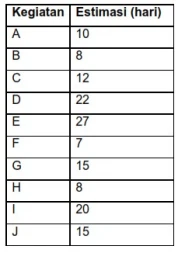 Kegiatan Estimasi (hari)
A 10
B 8
C 12
D 22
E 27
F 7
G 15
H 8
I 20
J 15